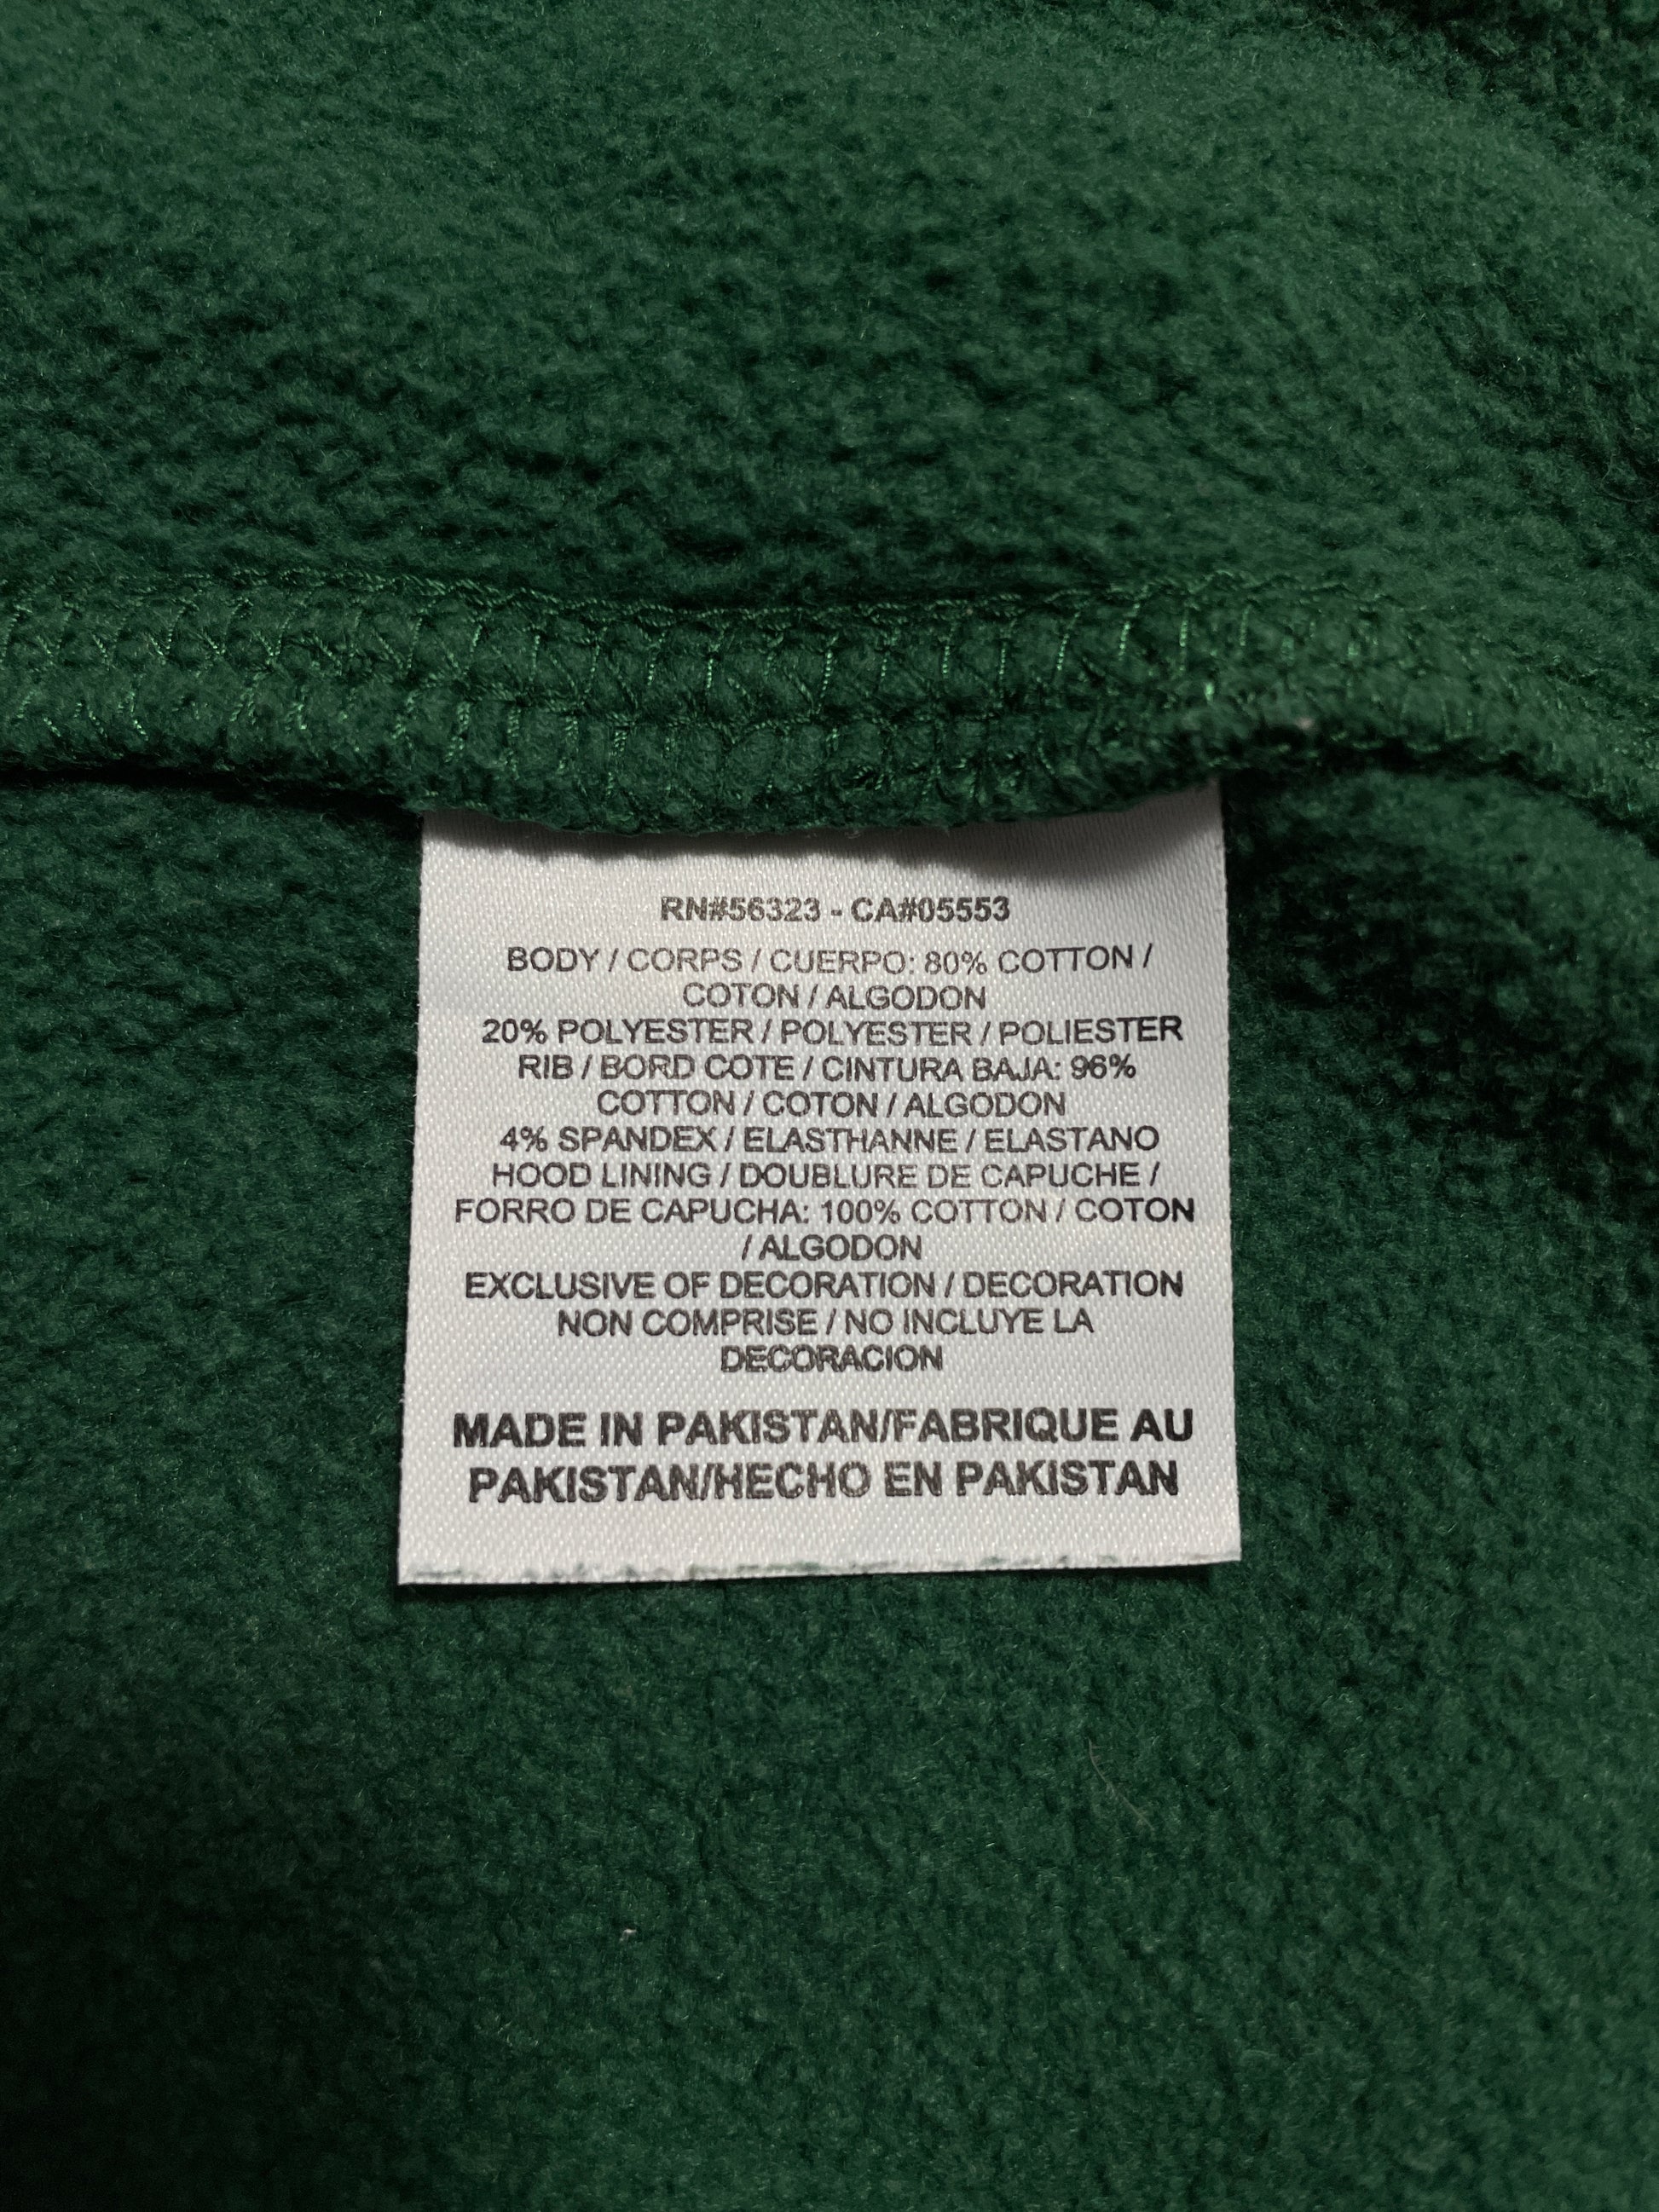 RN#56323 - CA#05553
BODY / CORPS / CUERPO: 80% COTTON /
COTON / ALGODON
20% POLYESTER / POLYESTER / POLIESTER
RIB / BORD COTE / CINTURA BAJA: 96%
COTTON / COTON / ALGODON
4% SPANDEX / ELASTHANNE / ELASTANO
HOOD LINING / DOUBLURE DE CAPUCHE /
FORRO DE CAPUCHA: 100% COTTON / COTON
/ ALGODON
EXCLUSIVE OF DECORATION / DECORATION
NON COMPRISE / NO INCLUYE LA
DECORACION
MADE IN PAKISTAN/FABRIQUE AU
PAKISTAN/HECHO EN PAKISTAN